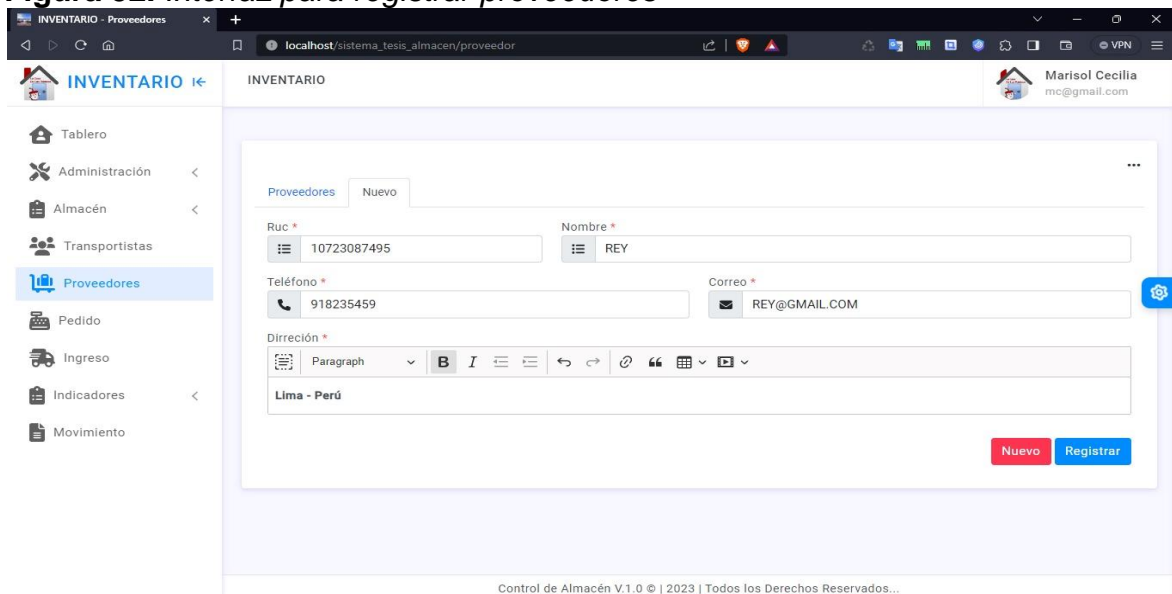 Figura 32. Interfaz para registrar proveedores
INVENTARIO - Proveedores
localhost/sistema_tesis_almacen/proveedor
VPN
INVENTARIO
INVENTARIO
Marisol Cecilia
mc@gmail.com
Tablero
Administración
Almacén
Transportistas
Proveedores
Pedido
Ingreso
Indicadores
Movimiento
Proveedores Nuevo
Ruc * Nombre *
10723087495 REY
Teléfono * Correo *
918235459 REY@GMAIL.COM
Dirreción *
Paragraph B I
Lima - Perú
Nuevo Registrar
Control de Almacén V.1.0 © | 2023 | Todos los Derechos Reservados...